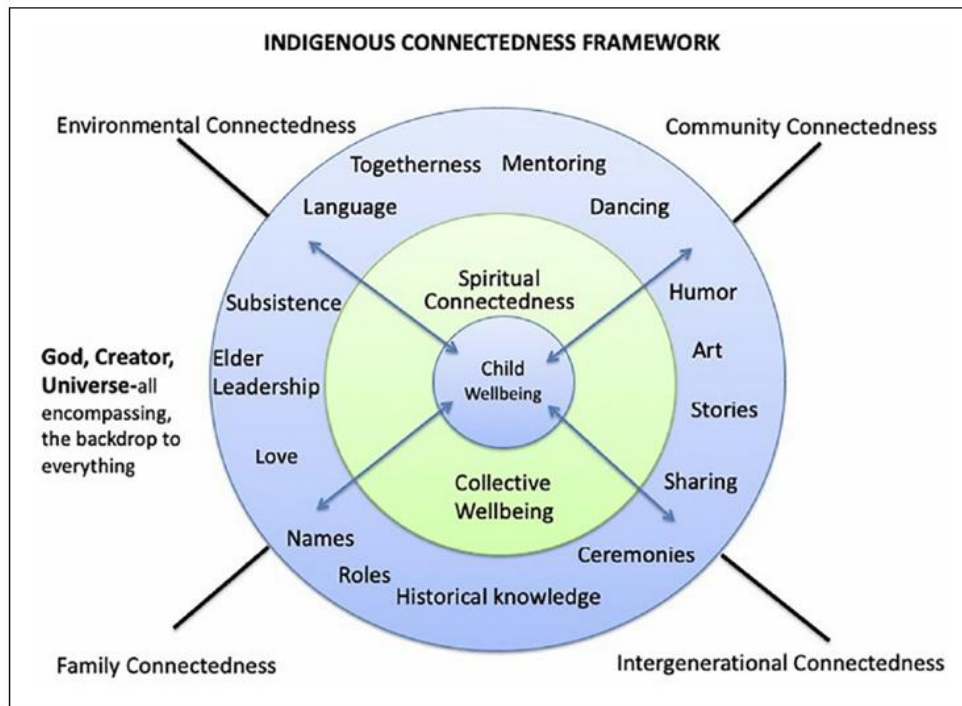 INDIGENOUS CONNECTEDNESS FRAMEWORK
Environmental Connectedness
Community Connectedness
Togetherness
Mentoring
Language
Dancing
Spiritual
Connectedness
Subsistence
Humor
God, Creator,
Universe-all
encompassing,
the backdrop to
everything
Elder
Leadership
Child
Wellbeing
Art
Stories
Love
Collective
Wellbeing
Sharing
Names
Ceremonies
Roles
Historical knowledge
Family Connectedness
Intergenerational Connectedness